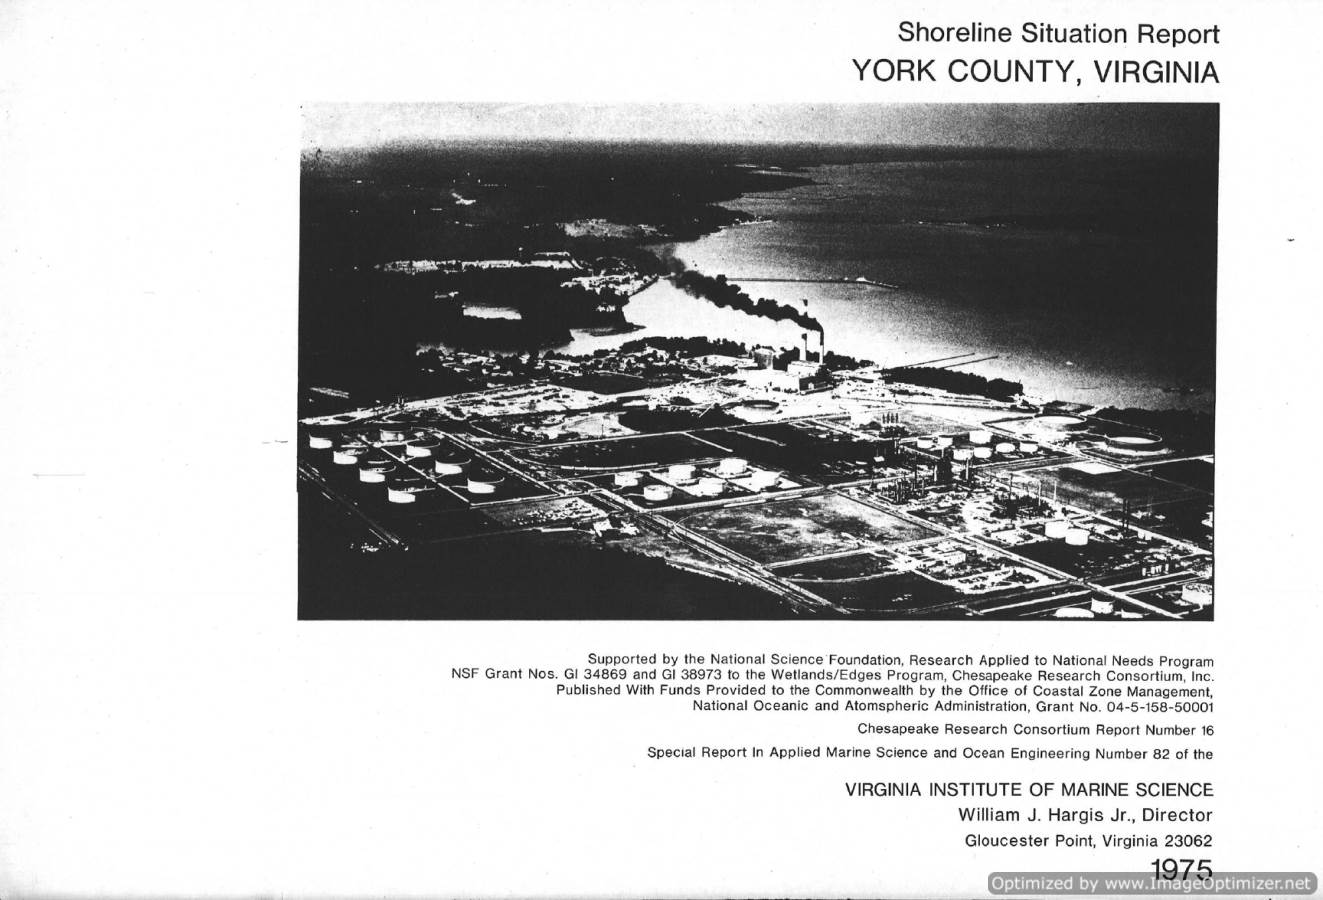 Shoreline Situation Report
YORK COUNTY, VIRGINIA
Supported by the National Science Foundation, Research Applied to National Needs Program
NSF Grant Nos. GI 34869 and GI 38973 to the Wetlands/Edges Program, Chesapeake Research Consortium, Inc.
Published With Funds Provided to the Commonwealth by the Office of Coastal Zone Management,
National Oceanic and Atomspheric Administration, Grant No. 04-5-158-50001
Chesapeake Research Consortium Report Number 16
Special Report In Applied Marine Science and Ocean Engineering Number 82 of the
VIRGINIA INSTITUTE OF MARINE SCIENCE
William J. Hargis Jr., Director
Gloucester Point, Virginia 23062
1975
Optimized by www.ImageOptimizer.net